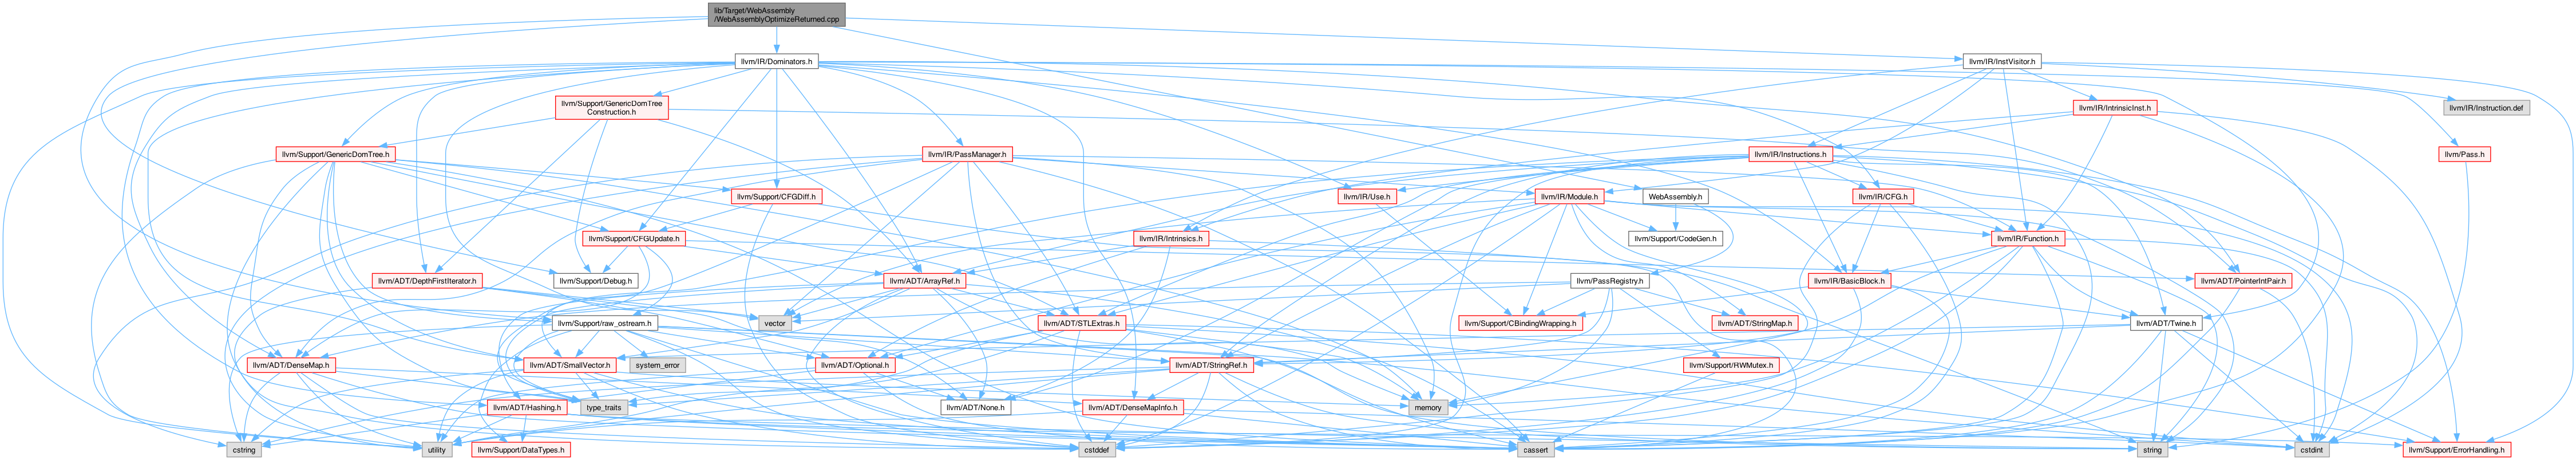 lib/Target/WebAssembly
/WebAssemblyOptimizeReturned.cpp
llvm/IR/Dominators.h
llvm/IR/InstVisitor.h
llvm/Support/GenericDomTree
Construction.h
llvm/IR/IntrinsicInst.h
llvm/IR/Instruction.def
llvm/Support/GenericDomTree.h
llvm/IR/PassManager.h
llvm/IR/Instructions.h
llvm/Pass.h
llvm/Support/CFGDiff.h
llvm/IR/Use.h
llvm/IR/Module.h
WebAssembly.h
llvm/IR/CFG.h
llvm/Support/CFGUpdate.h
llvm/IR/Intrinsics.h
llvm/Support/CodeGen.h
llvm/IR/Function.h
llvm/ADT/DepthFirstIterator.h
llvm/Support/Debug.h
llvm/ADT/ArrayRef.h
llvm/PassRegistry.h
llvm/IR/BasicBlock.h
llvm/ADT/PointerIntPair.h
llvm/Support/raw_ostream.h
vector
llvm/ADT/STLExtras.h
llvm/Support/CBindingWrapping.h
llvm/ADT/StringMap.h
llvm/ADT/Twine.h
llvm/ADT/DenseMap.h
llvm/ADT/SmallVector.h
system_error
llvm/ADT/Optional.h
llvm/ADT/StringRef.h
llvm/Support/RWMutex.h
llvm/ADT/Hashing.h
type_traits
llvm/ADT/None.h
llvm/ADT/DenseMapInfo.h
memory
cstring
utility
llvm/Support/DataTypes.h
cstddef
cassert
string
cstdint
llvm/Support/ErrorHandling.h